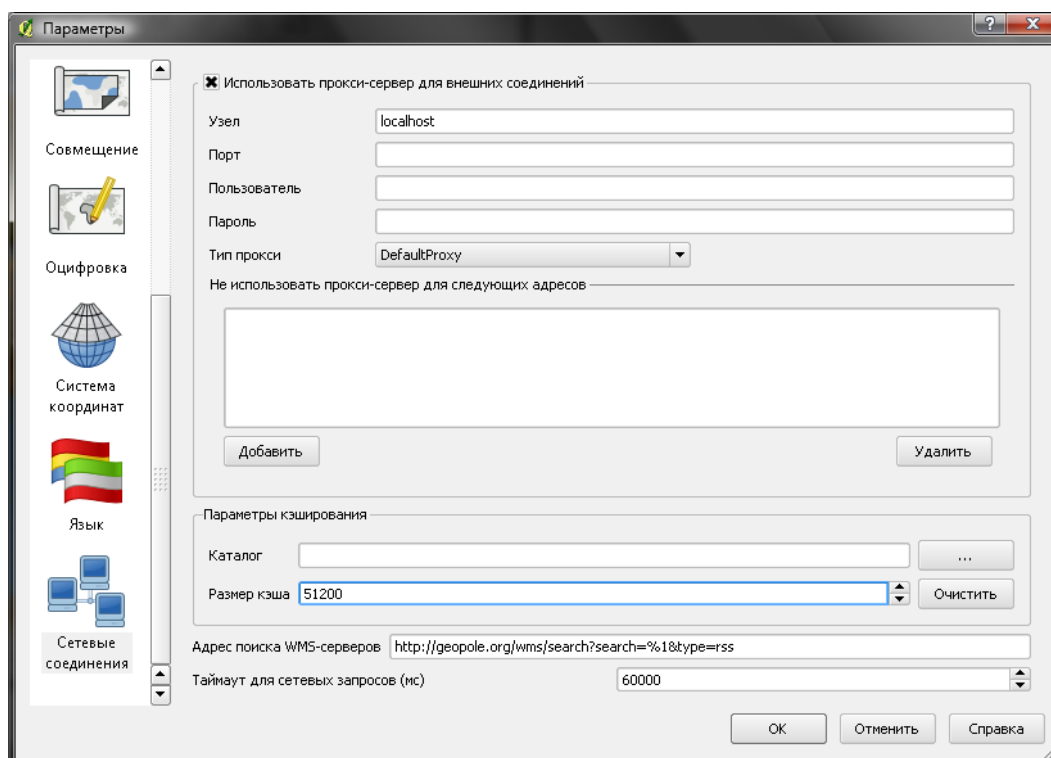 Параметры
Совмещение
Оцифровка
Система
координат
Язык
Сетевые
соединения
Использовать прокси-сервер для внешних соединений
Узел localhost
Порт
Пользователь
Пароль
Тип прокси DefaultProxy
Не использовать прокси-сервер для следующих адресов
Добавить Удалить
Параметры кэширования
Каталог ...
Размер кэша 51200 Очистить
Адрес поиска WMS-серверов http://geopole.org/wms/search?search=%1&type=rss
Таймаут для сетевых запросов (мс) 60000
OK Отменить Справка